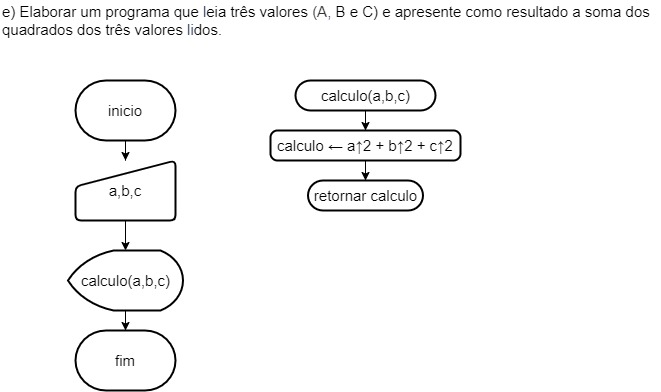 e) Elaborar um programa que leia três valores (A, B e C) e apresente como resultado a soma dos
quadrados dos três valores lidos.
inicio
a,b,c
calculo(a,b,c)
fim
calculo(a,b,c)
calculo ← a↑2 + b↑2 + c↑2
retornar calculo